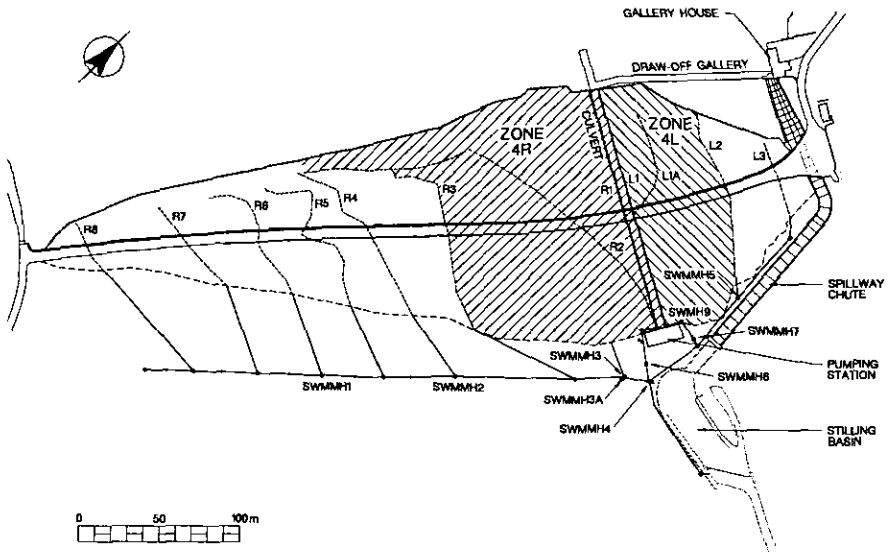 GALLERY HOUSE
DRAW-OFF GALLERY
ZONE
4R
CULVERT
ZONE
4L
L2
L3
L1
L1A
R1
R2
R3
R4
R5
R6
R7
R8
SWMMH5
SWMH9
SWMMH7
SPILLWAY
CHUTE
SWMMH3
SWMMH1
SWMMH2
SWMMH3A
SWMMH4
SWMMH6
PUMPING
STATION
STILLING
BASIN
0 50 100m